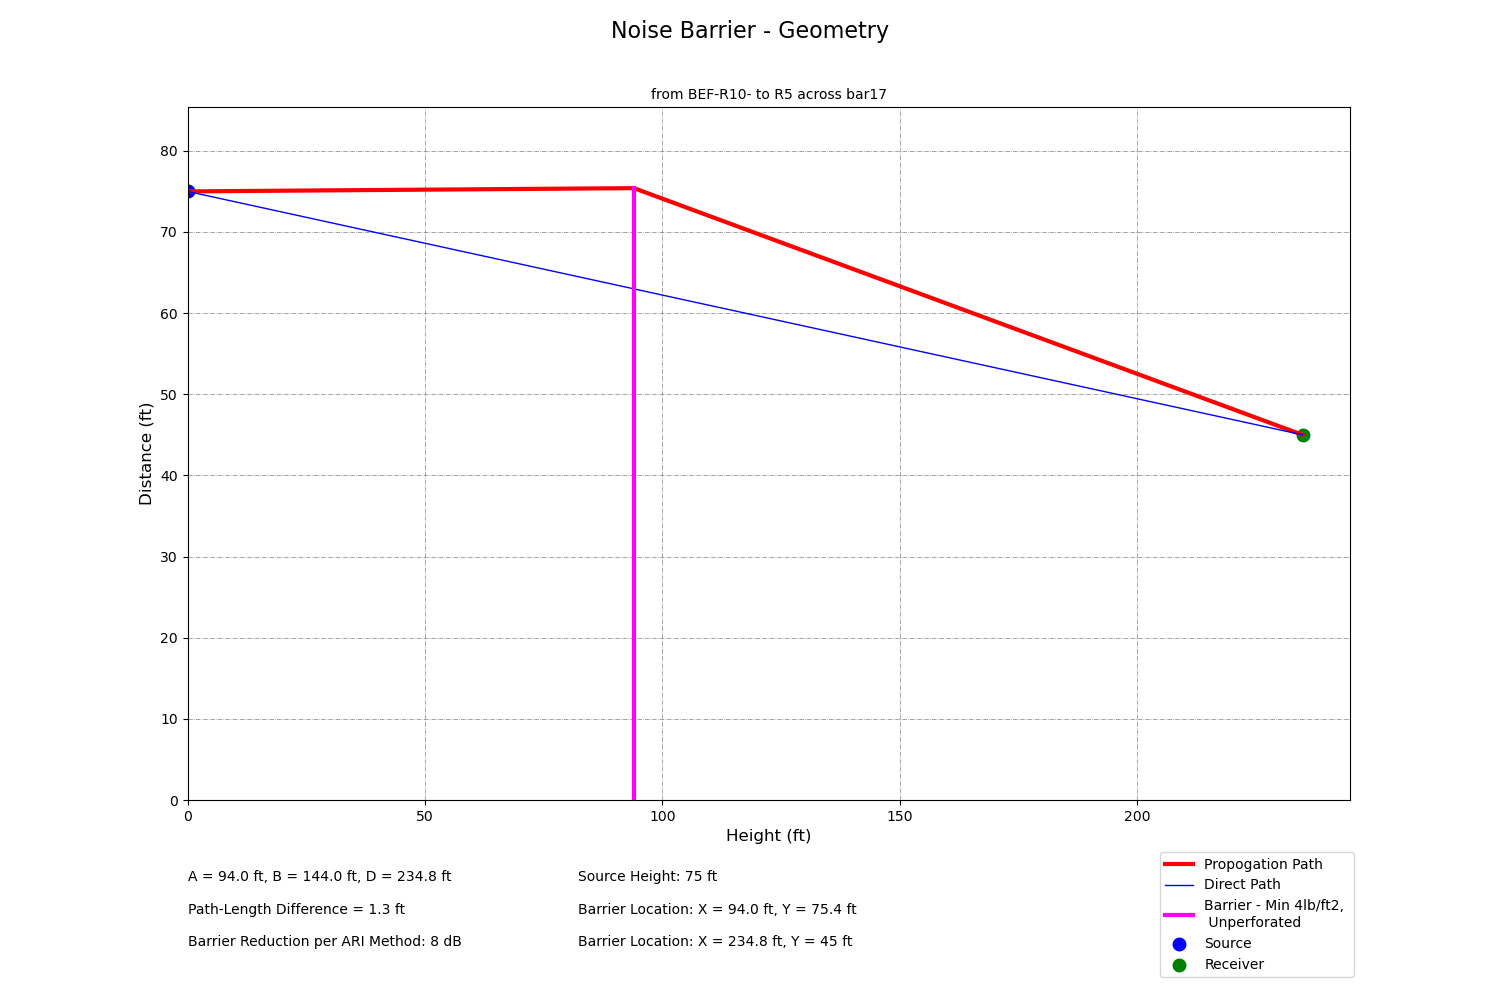 Noise Barrier - Geometry
from BEF-R10- to R5 across bar17
80
70
60
50
40
30
20
10
0
Distance (ft)
0 50 100 150 200
Height (ft)
A = 94.0 ft, B = 144.0 ft, D = 234.8 ft
Path-Length Difference = 1.3 ft
Barrier Reduction per ARI Method: 8 dB
Source Height: 75 ft
Barrier Location: X = 94.0 ft, Y = 75.4 ft
Barrier Location: X = 234.8 ft, Y = 45 ft
Propogation Path
Direct Path
Barrier - Min 4lb/ft2,
Unperforated
Source
Receiver